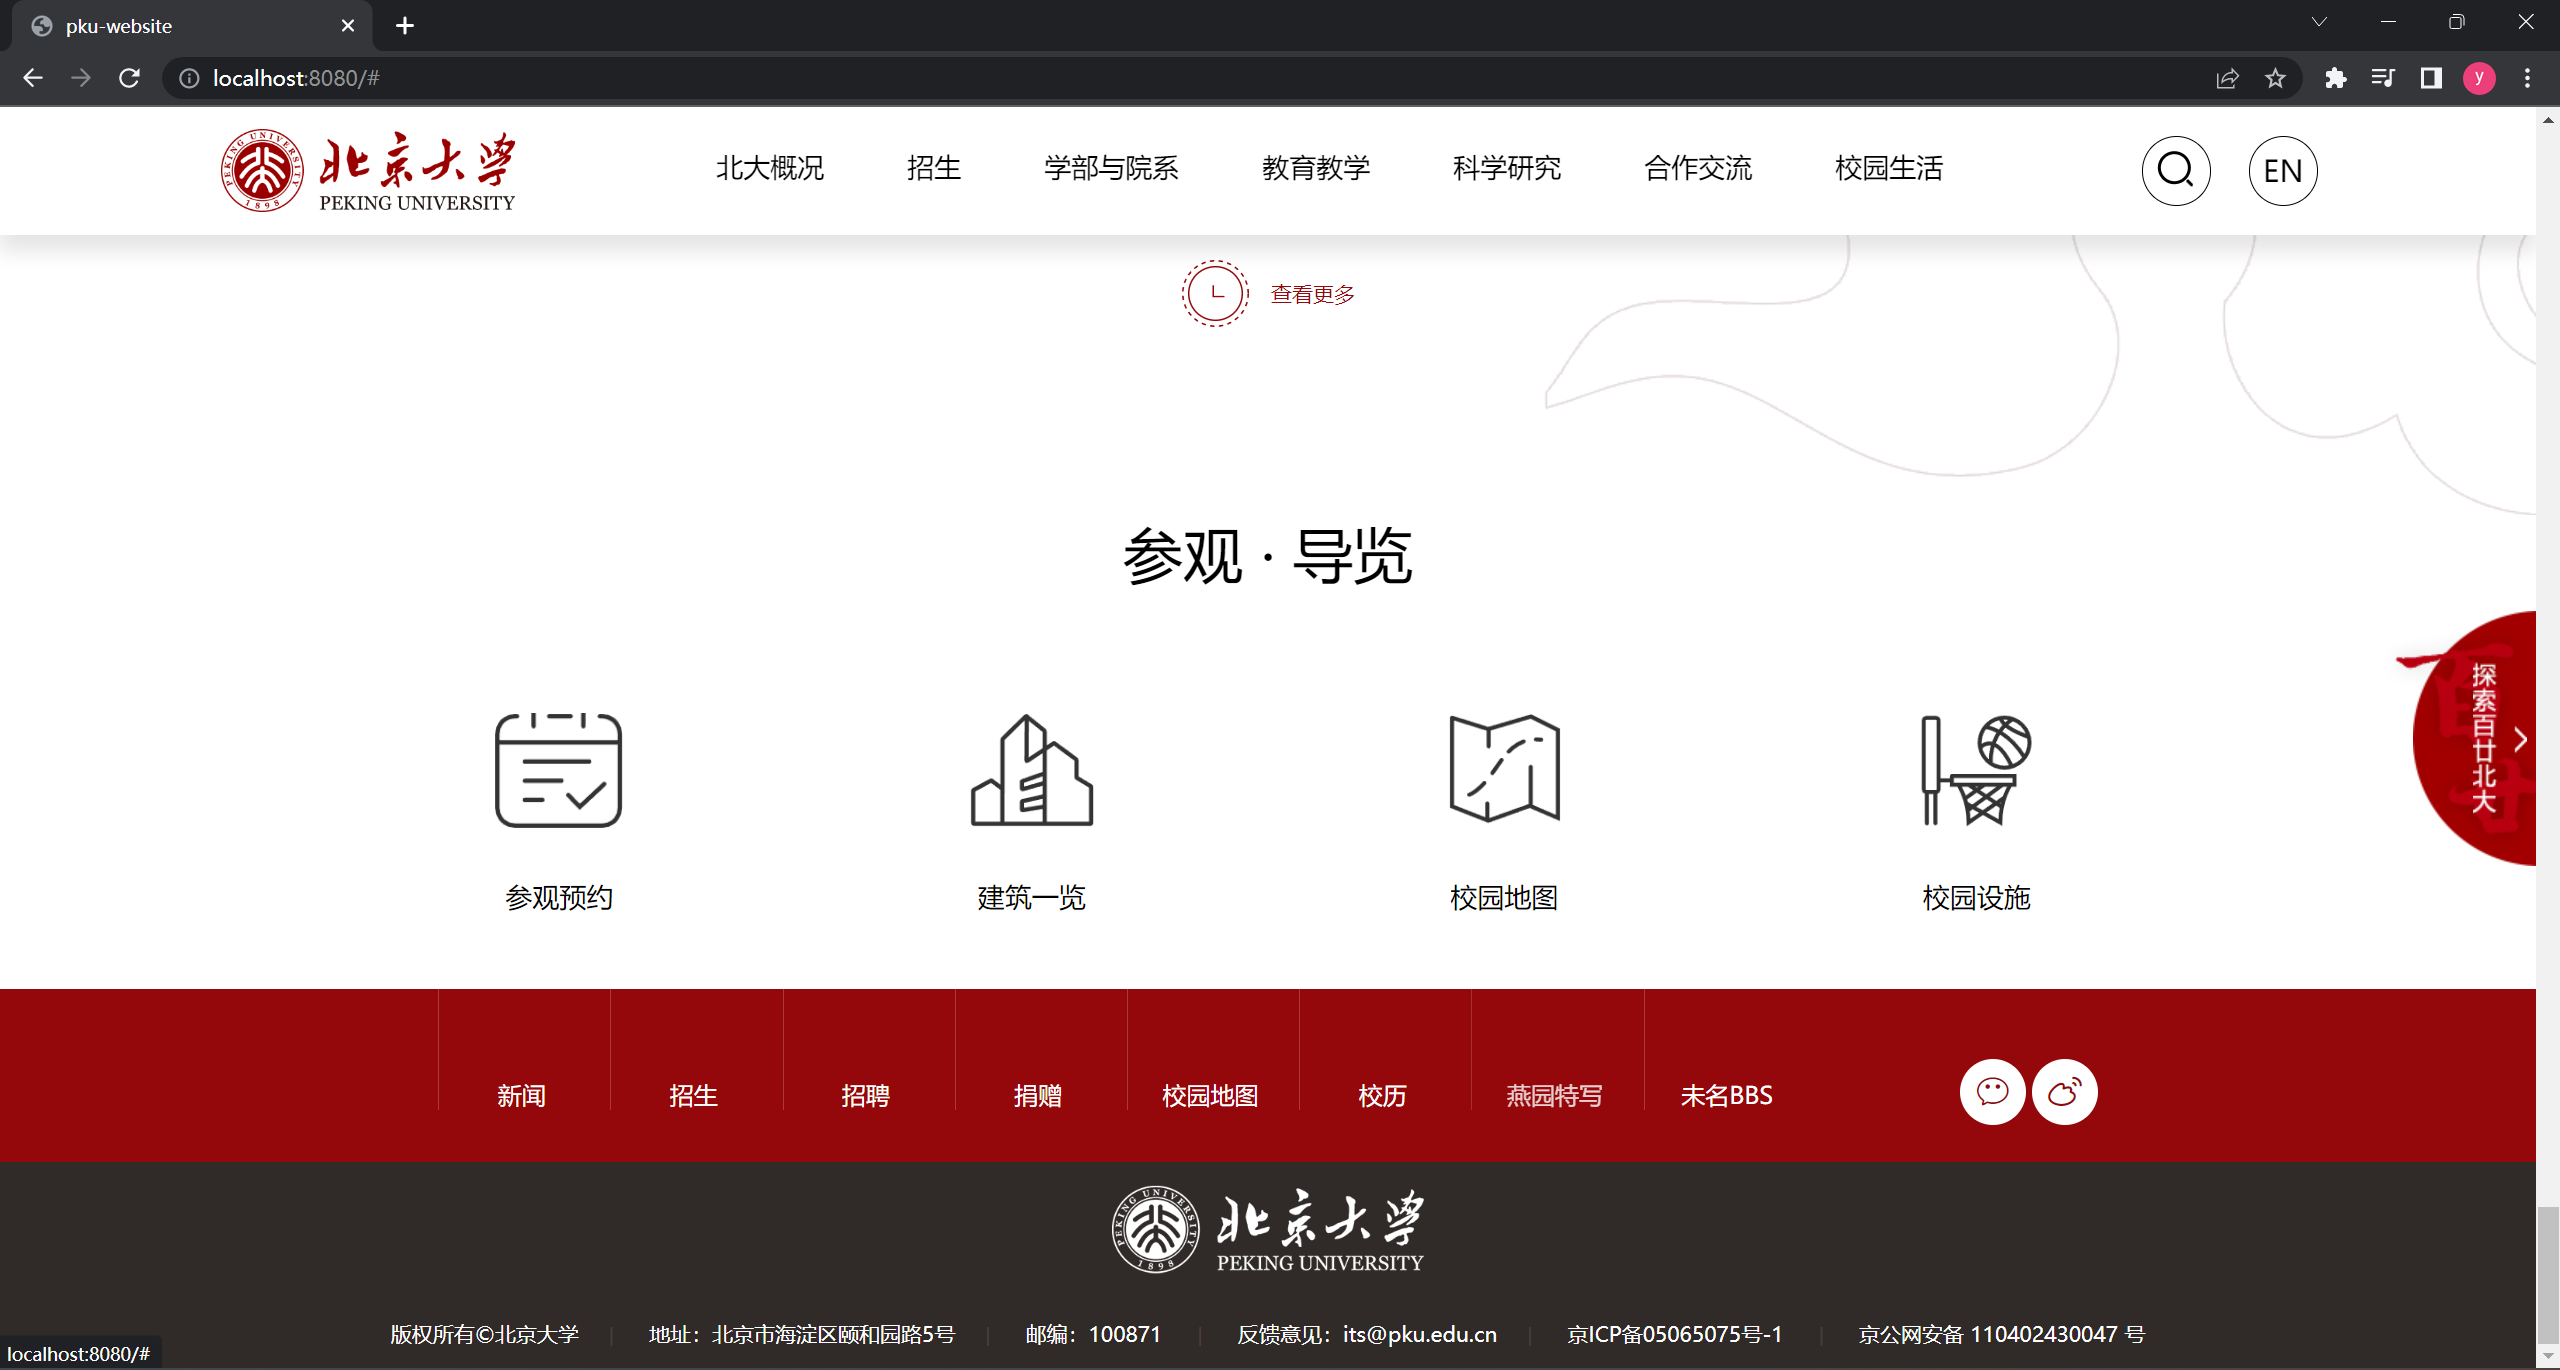 pku-website
localhost:8080/#
y
PEKING UNIVERSITY
1898
北京大学
PEKING UNIVERSITY
北大概况 招生 学部与院系 教育教学 科学研究 合作交流 校园生活
EN
查看更多
参观 · 导览
百廿
探索百廿北大
参观预约 建筑一览 校园地图 校园设施
新闻 招生 招聘 捐赠 校园地图 校历 燕园特写 未名BBS
PEKING UNIVERSITY
1898
北京大学
PEKING UNIVERSITY
版权所有©北京大学 | 地址：北京市海淀区颐和园路5号 | 邮编：100871 | 反馈意见：its@pku.edu.cn | 京ICP备05065075号-1 | 京公网安备 110402430047 号
localhost:8080/#